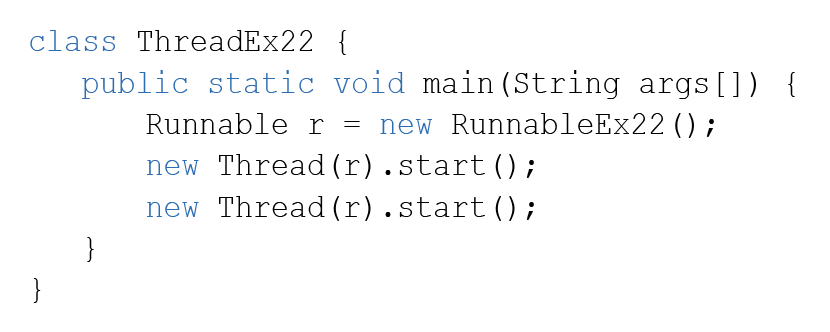 class ThreadEx22 {
public static void main(String args[]) {
Runnable r = new RunnableEx22();
new Thread(r).start();
new Thread(r).start();
}
}